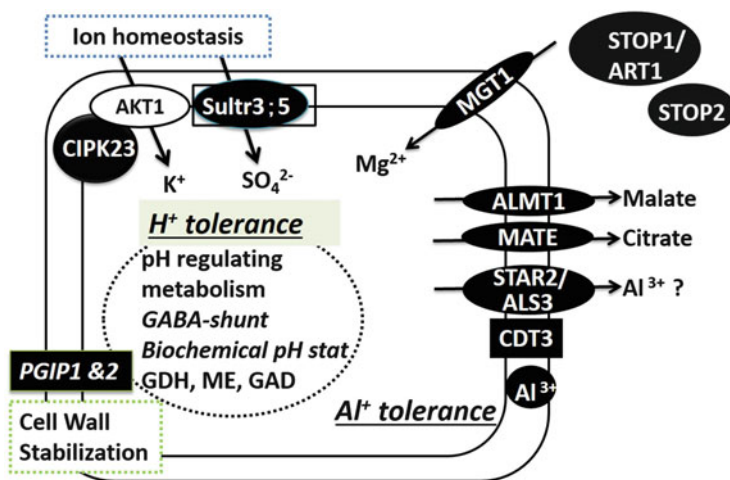 Ion homeostasis
STOP1/
ART1
STOP2
MGT1
AKT1
Sultr3;5
CIPK23
K+
SO₄²⁻
Mg²⁺
H⁺ tolerance
pH regulating
metabolism
GABA-shunt
Biochemical pH stat
GDH, ME, GAD
ALMT1
Malate
MATE
Citrate
STAR2/
ALS3
Al³⁺ ?
CDT3
Al³⁺
Al⁺ tolerance
PGIP1 &2
Cell Wall
Stabilization